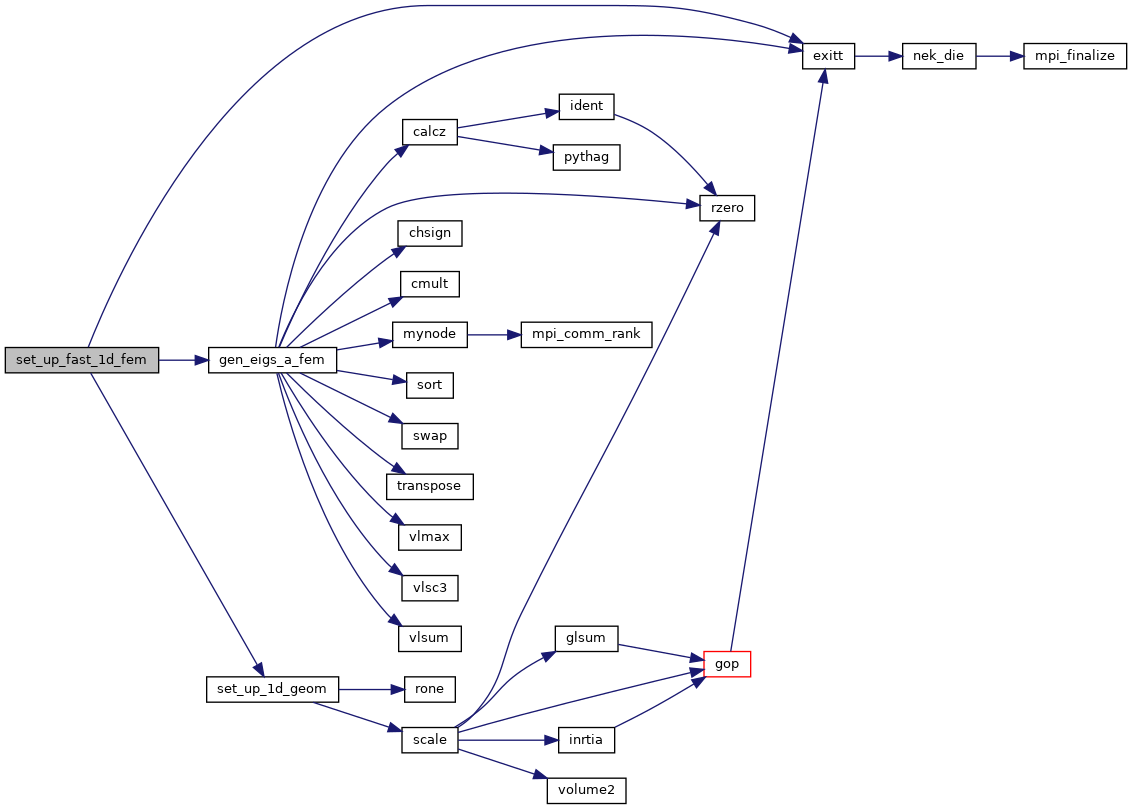 exitt
nek_die
mpi_finalize
ident
calcz
pythag
rzero
chsign
cmult
mynode
mpi_comm_rank
set_up_fast_1d_fem
gen_eigs_a_fem
sort
swap
transpose
vlmax
vlsc3
vlsum
glsum
gop
set_up_1d_geom
rone
scale
inrtia
volume2